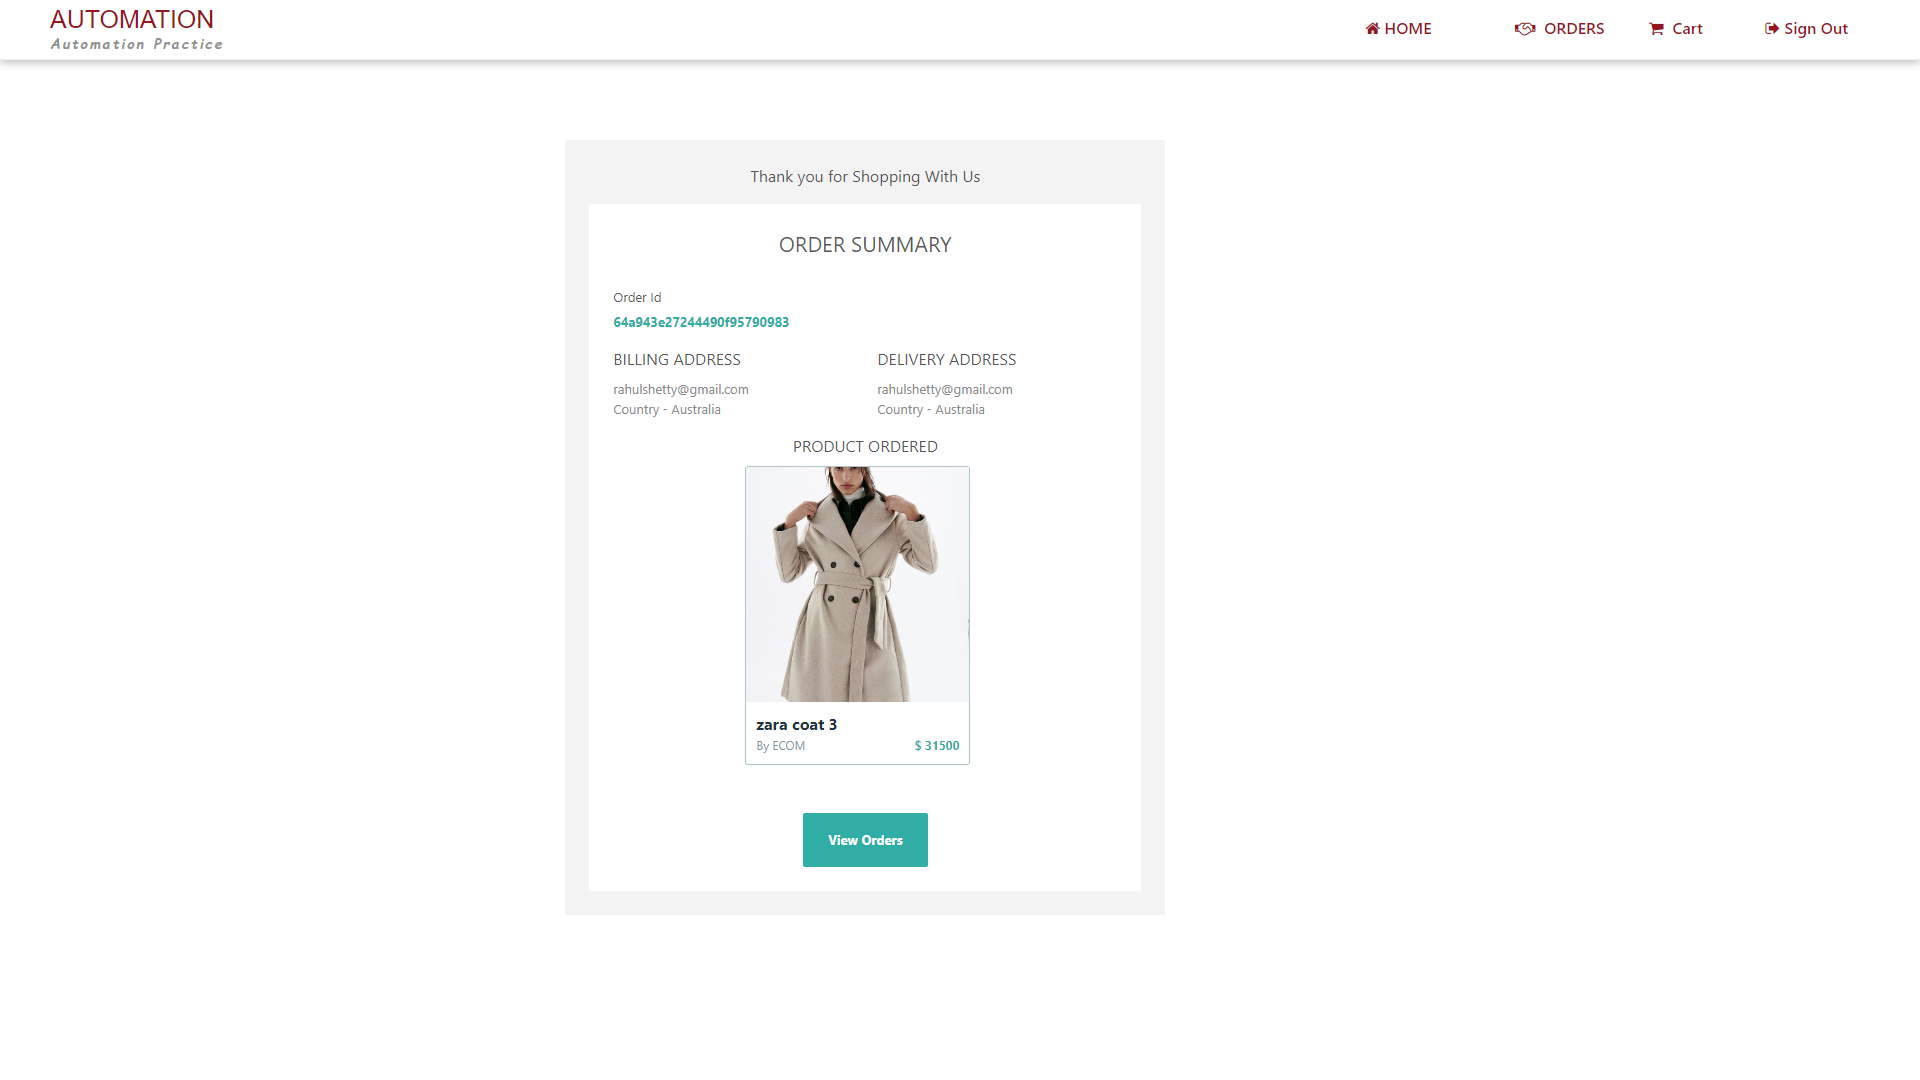 AUTOMATION
Automation Practice
HOME
ORDERS
Cart
Sign Out
Thank you for Shopping With Us
ORDER SUMMARY
Order Id
64a943e27244490f95790983
BILLING ADDRESS
rahulshetty@gmail.com
Country - Australia
DELIVERY ADDRESS
rahulshetty@gmail.com
Country - Australia
PRODUCT ORDERED
zara coat 3
By ECOM
$ 31500
View Orders